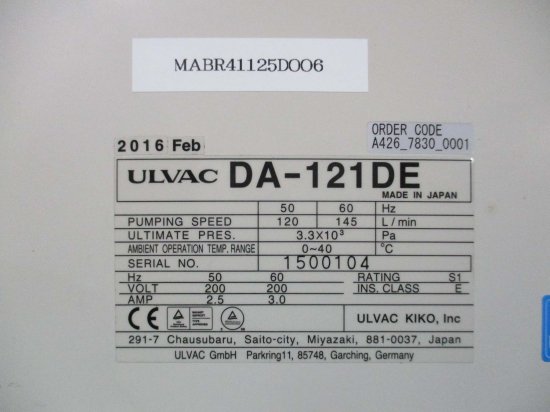 MABR41125D006
ORDER CODE
A426_7830_0001
2016 Feb
ULVAC DA-121DE
MADE IN JAPAN
50 60 Hz
PUMPING SPEED 120 145 L/min
ULTIMATE PRES. 3.3X10³ Pa
AMBIENT OPERATION TEMP. RANGE 0~40 °C
SERIAL NO. 1500104
Hz 50 60 RATING S1
VOLT 200 200 INS. CLASS E
AMP 2.5 3.0
CE ULVAC KIKO, Inc
291-7 Chausubaru, Saito-city, Miyazaki, 881-0037, Japan
ULVAC GmbH Parkring11, 85748, Garching, Germany